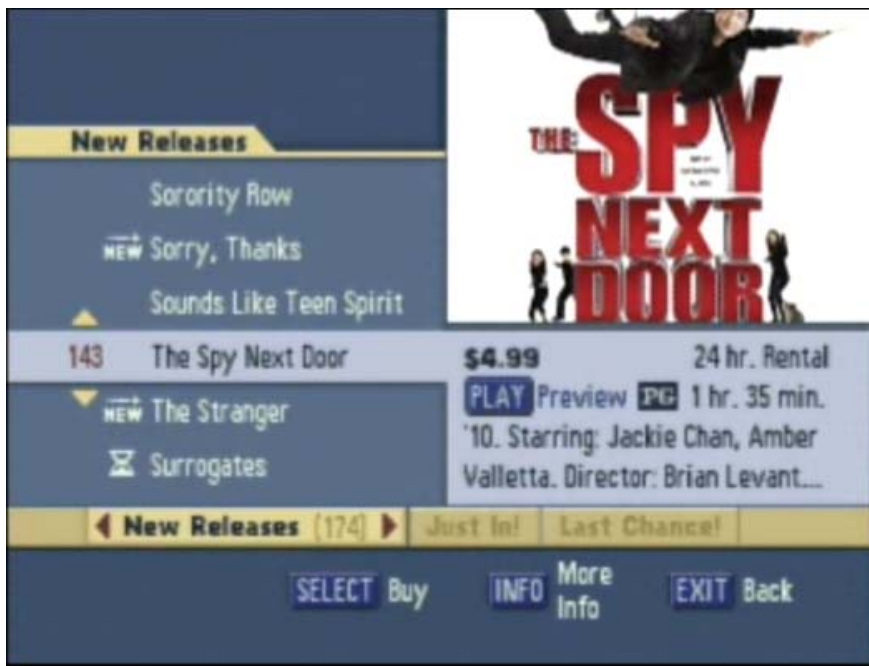 New Releases
Sorority Row
NEW Sorry, Thanks
Sounds Like Teen Spirit
143 The Spy Next Door
NEW The Stranger
Surrogates
THE
SPY
NEXT
DOOR
$4.99 24 hr. Rental
PLAY Preview PG 1 hr. 35 min.
'10. Starring: Jackie Chan, Amber
Valletta. Director: Brian Levant....
New Releases (174) Just In! Last Chance!
SELECT Buy INFO More Info EXIT Back